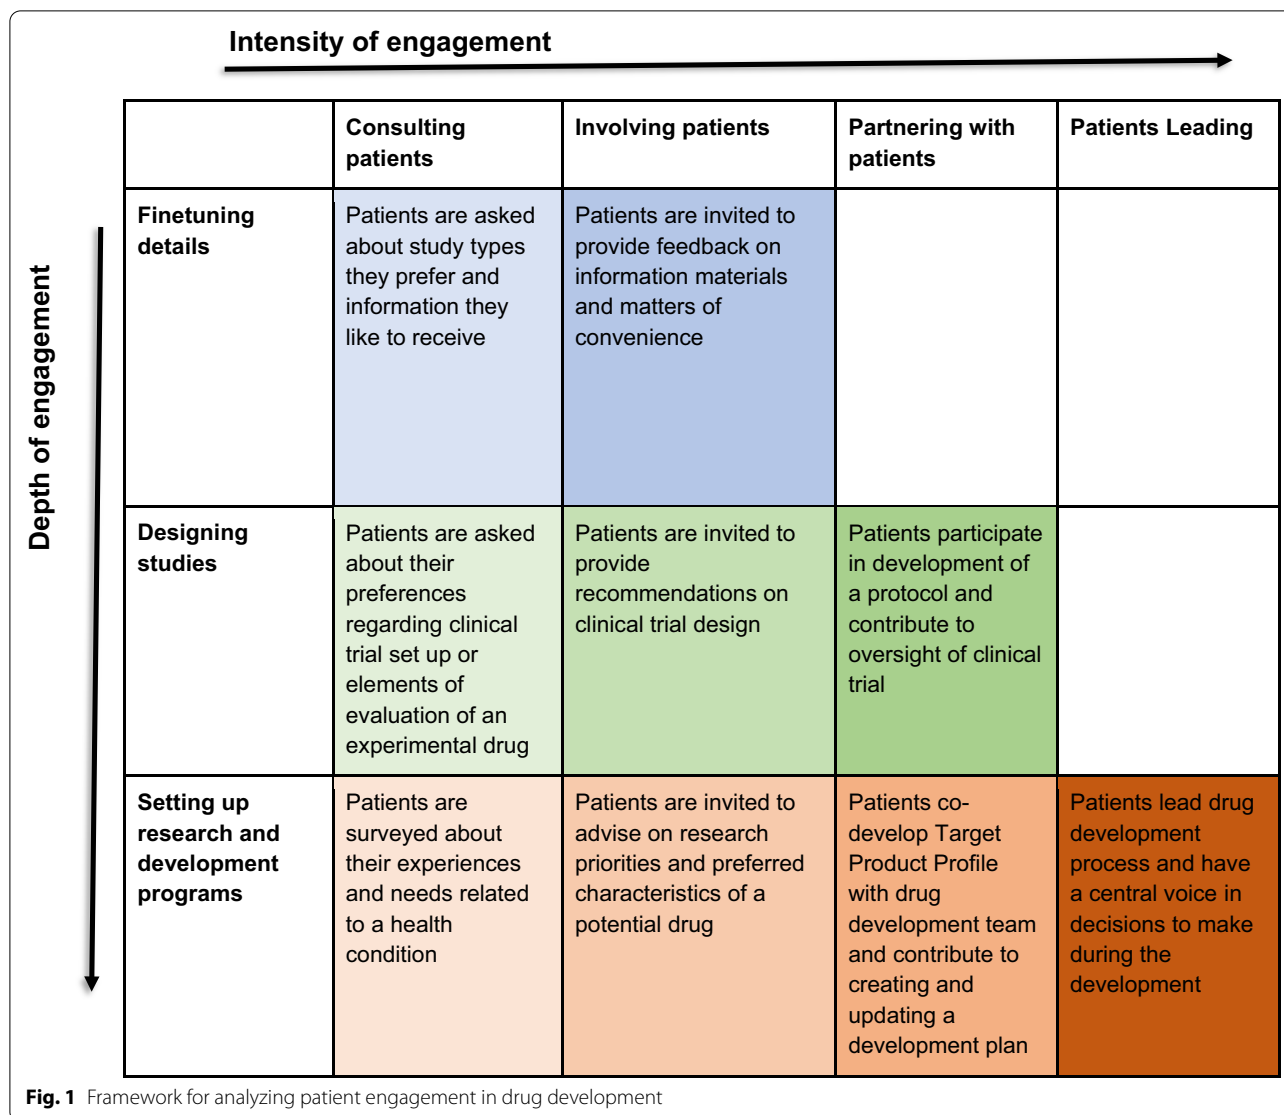 Intensity of engagement
Depth of engagement
Consulting
patients
Involving patients
Partnering with
patients
Patients Leading
Finetuning
details
Patients are asked
about study types
they prefer and
information they
like to receive
Patients are invited to
provide feedback on
information materials
and matters of
convenience
Designing
studies
Patients are asked
about their
preferences
regarding clinical
trial set up or
elements of
evaluation of an
experimental drug
Patients are invited to
provide
recommendations on
clinical trial design
Patients participate
in development of
a protocol and
contribute to
oversight of clinical
trial
Setting up
research and
development
programs
Patients are
surveyed about
their experiences
and needs related
to a health
condition
Patients are invited to
advise on research
priorities and preferred
characteristics of a
potential drug
Patients co-
develop Target
Product Profile
with drug
development team
and contribute to
creating and
updating a
development plan
Patients lead drug
development
process and have
a central voice in
decisions to make
during the
development
Fig. 1 Framework for analyzing patient engagement in drug development